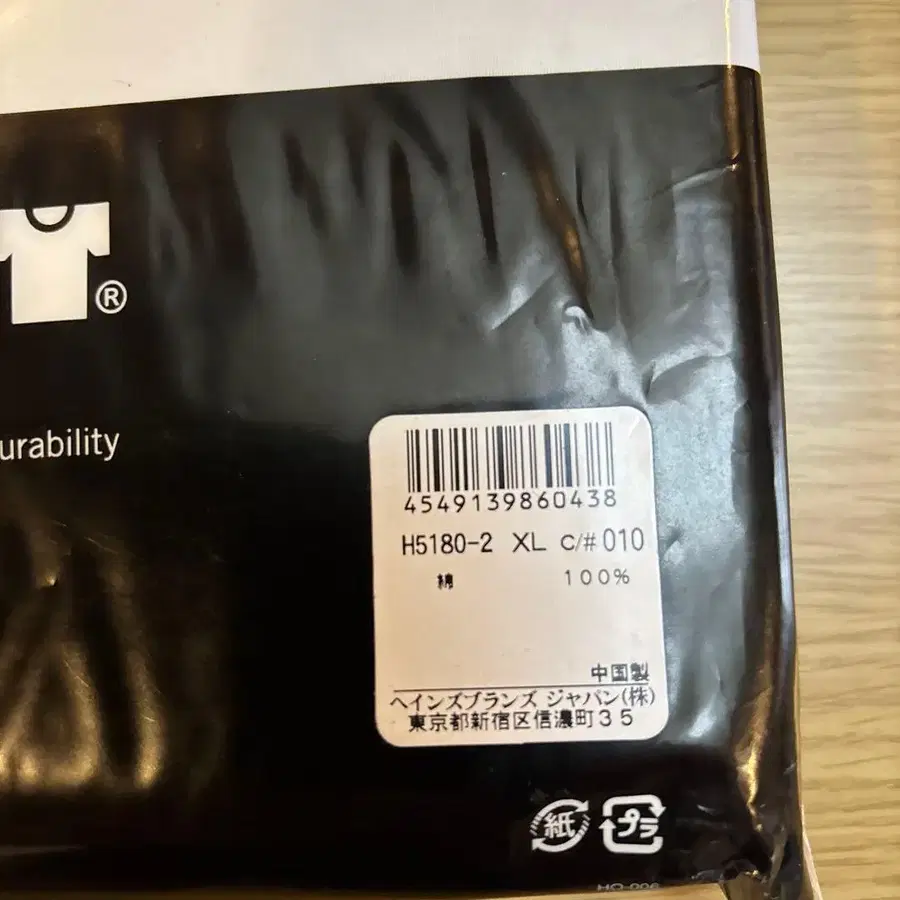 ®
urability
4549139860438
H5180-2 XL C/# 010
綿 100%
中国製
ヘインズブランズ ジャパン(株)
東京都新宿区信濃町35
紙 プラ